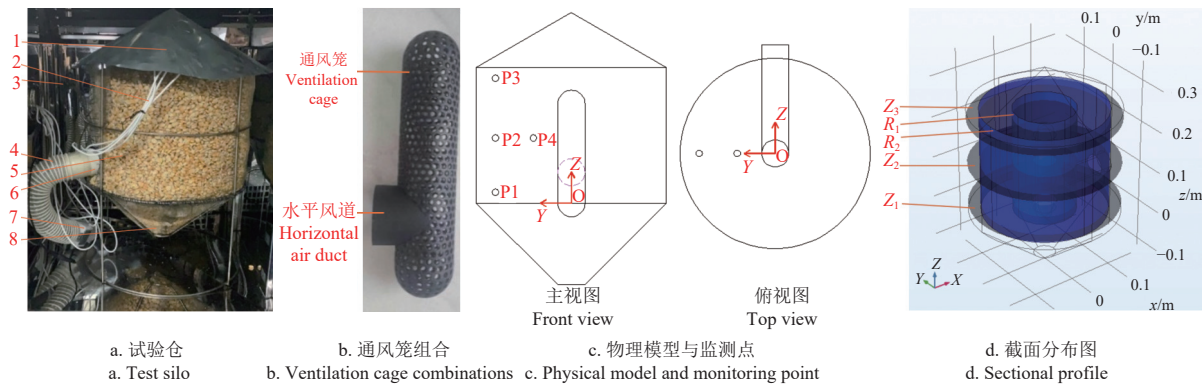 1
2
3
4
5
6
7
8
通风笼
Ventilation
cage
水平风道
Horizontal
air duct
P3
P2
P4
P1
Z
O
Y
主视图
Front view
Z
O
Y
俯视图
Top view
0.1
y/m
0
−0.1
0.3
0.2
0.1
z/m
0
−0.1
0.1
0
x/m
Z3
R1
R2
Z2
Z1
Z
Y
X
a. 试验仓
b. 通风笼组合
c. 物理模型与监测点
d. 截面分布图
a. Test silo
b. Ventilation cage combinations
c. Physical model and monitoring point
d. Sectional profile